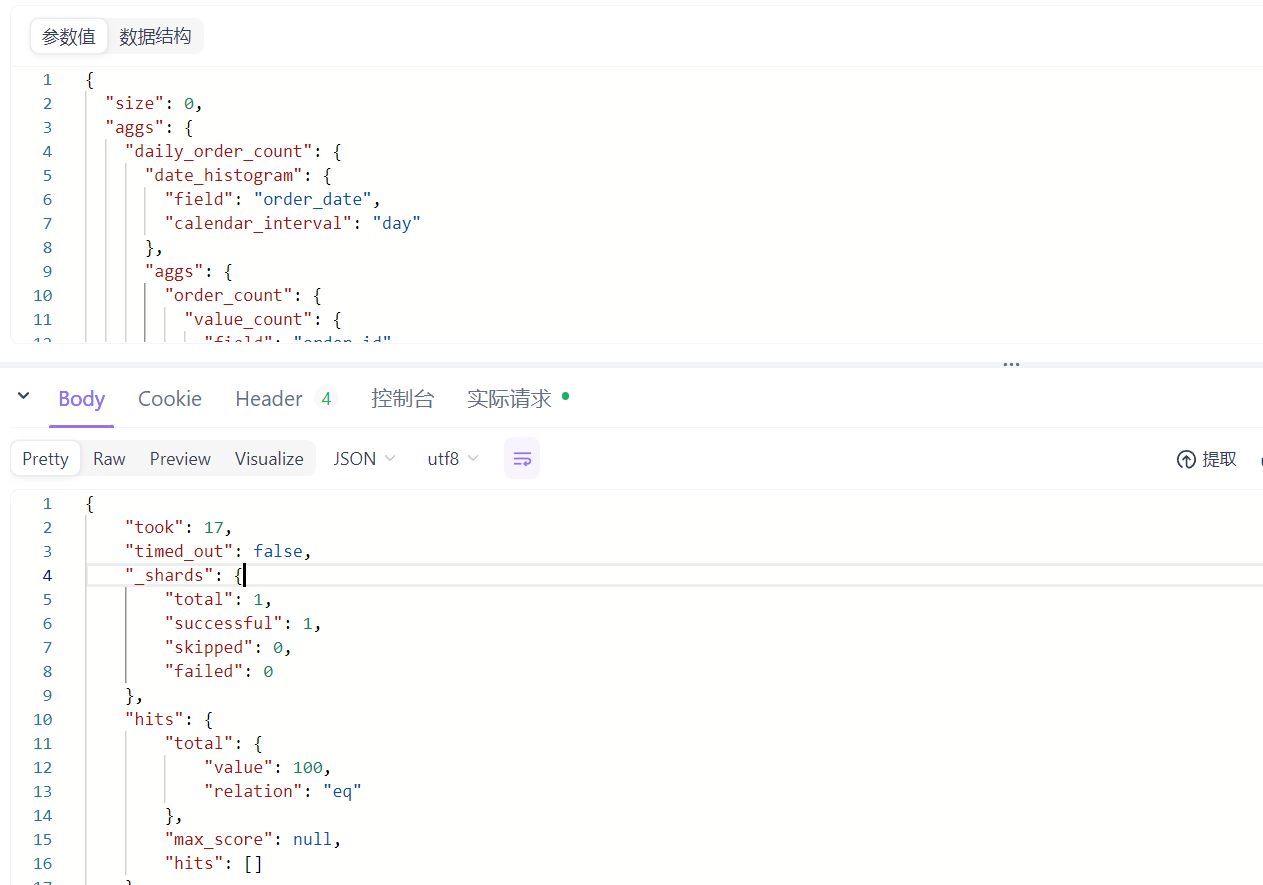 参数值 数据结构
1 {
2 "size": 0,
3 "aggs": {
4 "daily_order_count": {
5 "date_histogram": {
6 "field": "order_date",
7 "calendar_interval": "day"
8 },
9 "aggs": {
10 "order_count": {
11 "value_count": {
12 "field": "order_id"
Body Cookie Header 4 控制台 实际请求
Pretty Raw Preview Visualize JSON utf8 提取
1 {
2 "took": 17,
3 "timed_out": false,
4 "_shards": {
5 "total": 1,
6 "successful": 1,
7 "skipped": 0,
8 "failed": 0
9 },
10 "hits": {
11 "total": {
12 "value": 100,
13 "relation": "eq"
14 },
15 "max_score": null,
16 "hits": []
17 }